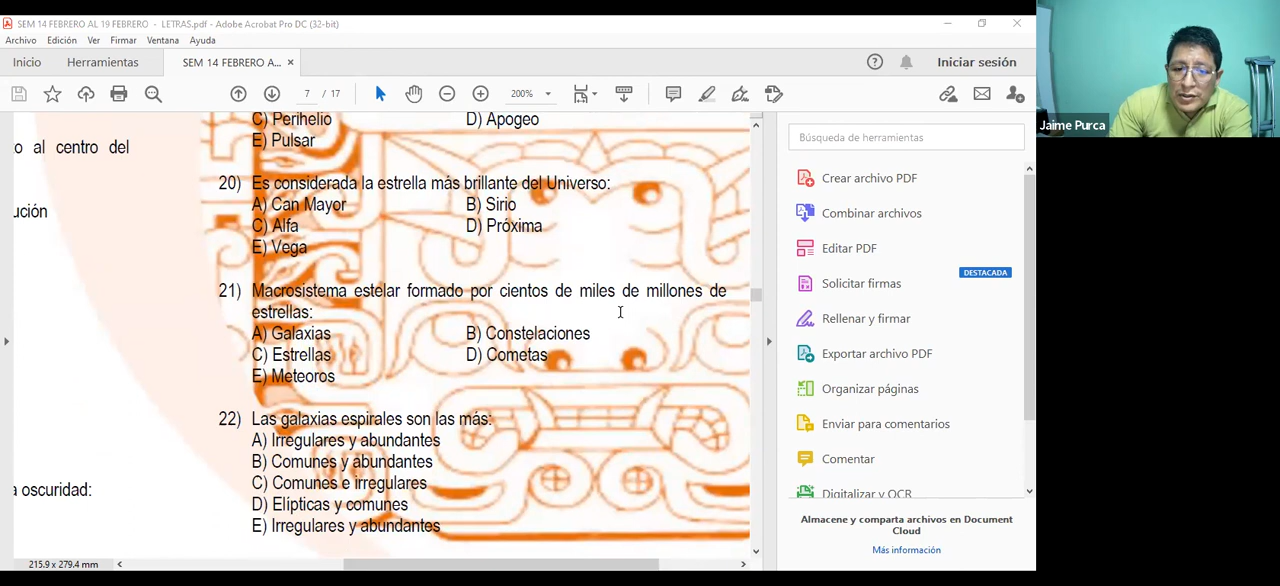 SEM 14 FEBRERO AL 19 FEBRERO - LETRAS.pdf - Adobe Acrobat Pro DC (32-bit)
Archivo Edición Ver Firmar Ventana Ayuda
Inicio Herramientas SEM 14 FEBRERO A... × Iniciar sesión
7 / 17 200%
Jaime Purca
C) Perihelio D) Apogeo
E) Pulsar
o al centro del
20) Es considerada la estrella más brillante del Universo:
A) Can Mayor B) Sirio
ución
C) Alfa D) Próxima
E) Vega
21) Macrosistema estelar formado por cientos de miles de millones de
estrellas:
A) Galaxias B) Constelaciones
C) Estrellas D) Cometas
E) Meteoros
22) Las galaxias espirales son las más:
A) Irregulares y abundantes
B) Comunes y abundantes
C) Comunes e irregulares
a oscuridad:
D) Elípticas y comunes
E) Irregulares y abundantes
215.9 x 279.4 mm
Búsqueda de herramientas
Crear archivo PDF
Combinar archivos
Editar PDF
DESTACADA
Solicitar firmas
Rellenar y firmar
Exportar archivo PDF
Organizar páginas
Enviar para comentarios
Comentar
Digitalizar y OCR
Almacene y comparta archivos en Document
Cloud
Más información